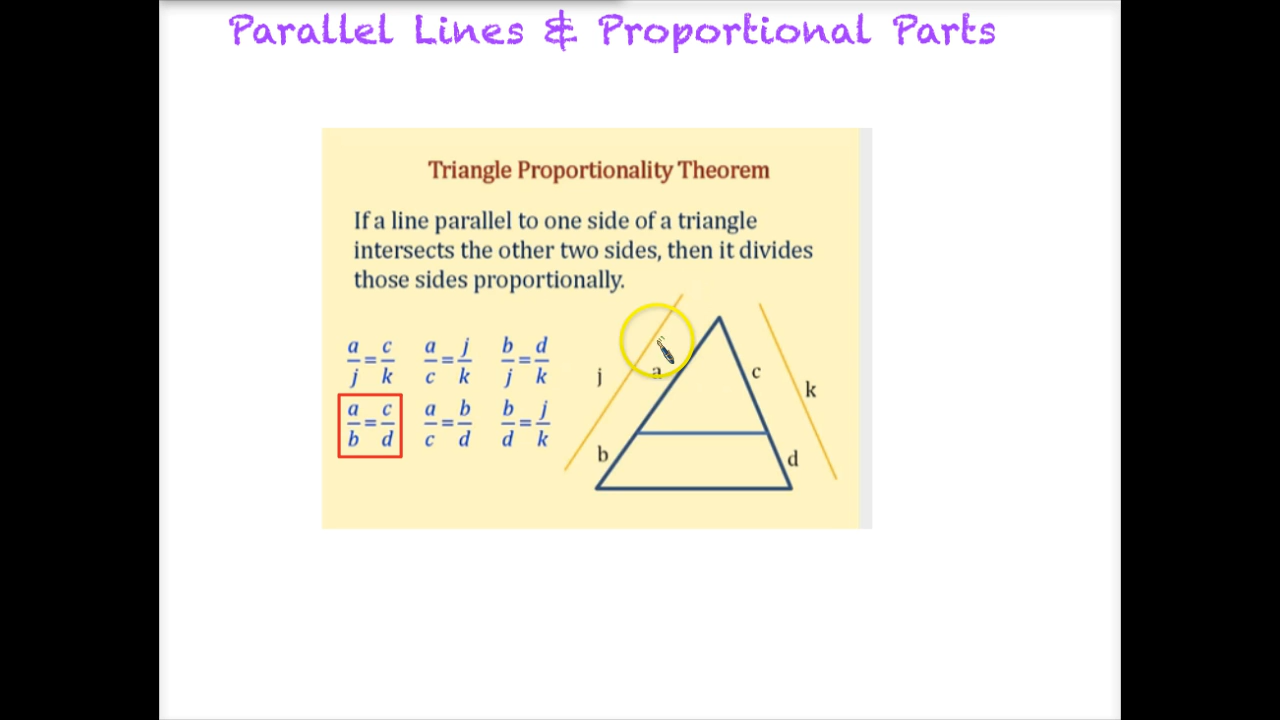 Parallel Lines & Proportional Parts
Triangle Proportionality Theorem
If a line parallel to one side of a triangle
intersects the other two sides, then it divides
those sides proportionally.
a/j = c/k a/c = j/k b/j = d/k
a/b = c/d a/c = b/d b/d = j/k
j a c k
b d